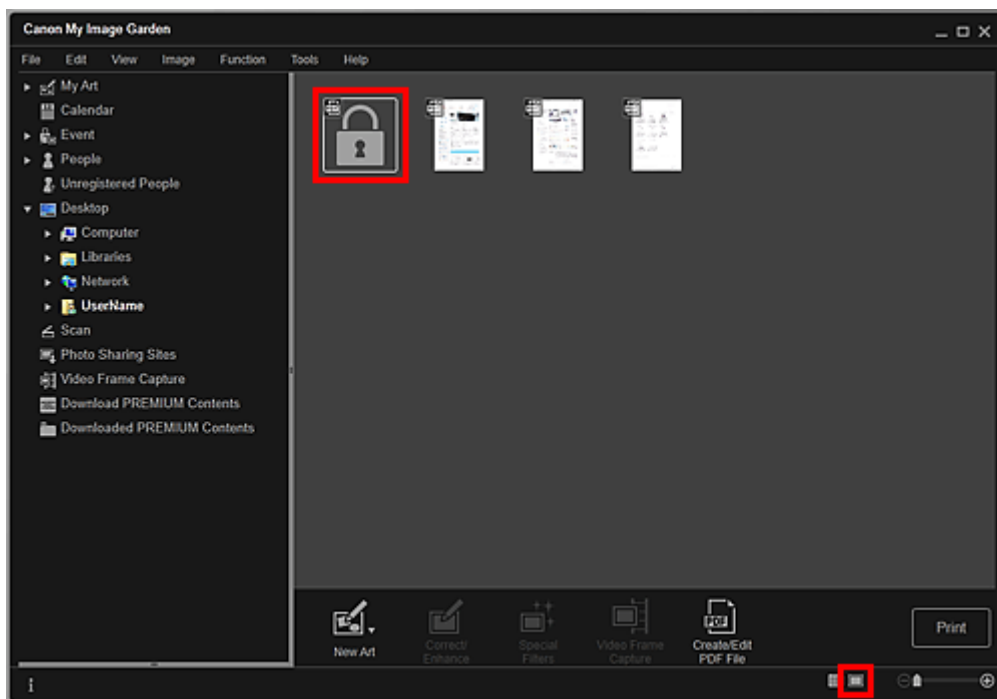 Canon My Image Garden
File Edit View Image Function Tools Help
My Art
Calendar
Event
People
Unregistered People
Desktop
Computer
Libraries
Network
UserName
Scan
Photo Sharing Sites
Video Frame Capture
Download PREMIUM Contents
Downloaded PREMIUM Contents
New Art
Correct/
Enhance
Special
Filters
Video Frame
Capture
PDF
Create/Edit
PDF File
Print